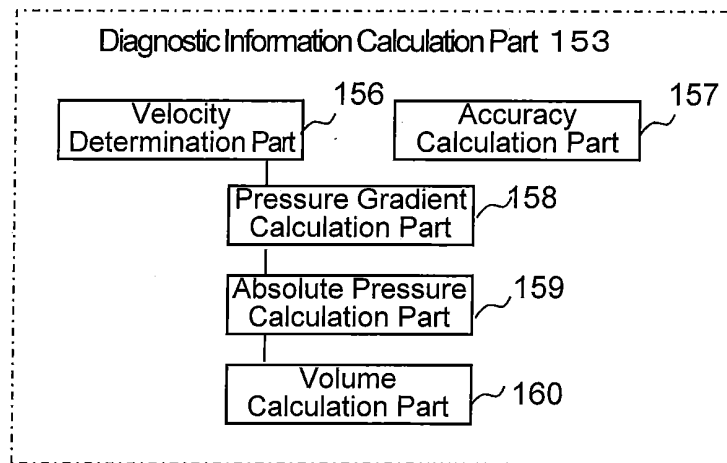 Diagnostic Information Calculation Part 153
156
157
Velocity
Determination Part
Accuracy
Calculation Part
Pressure Gradient
Calculation Part
158
Absolute Pressure
Calculation Part
159
Volume
Calculation Part
160